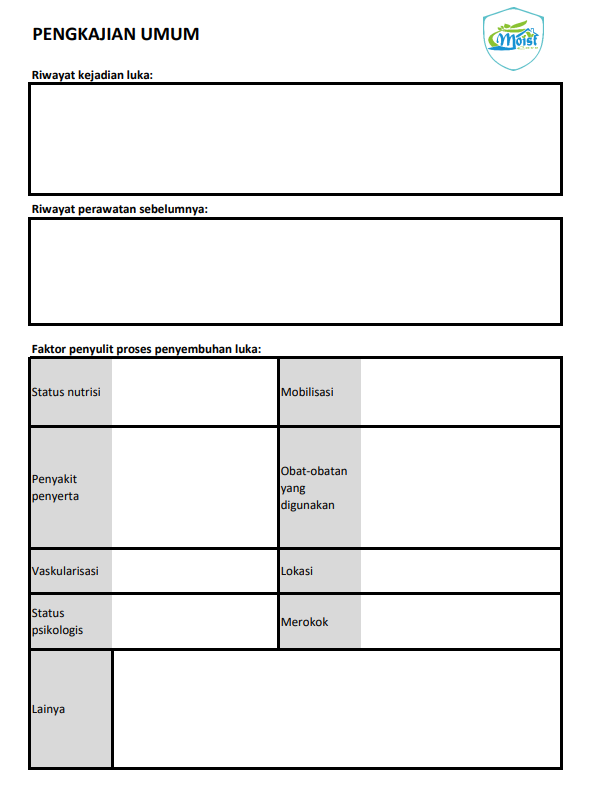 PENGKAJIAN UMUM
Moist
Riwayat kejadian luka:
Riwayat perawatan sebelumnya:
Faktor penyulit proses penyembuhan luka:
Status nutrisi
Mobilisasi
Penyakit
penyerta
Obat-obatan
yang
digunakan
Vaskularisasi
Lokasi
Status
psikologis
Merokok
Lainya